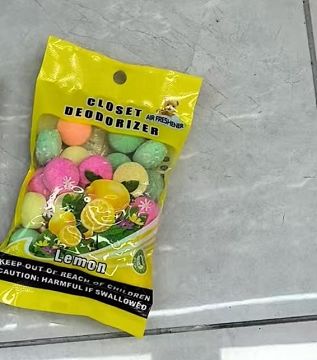 CLOSET
DEODORIZER
AIR FRESHENER
Lemon
KEEP OUT OF REACH OF CHILDREN
CAUTION: HARMFUL IF SWALLOWED